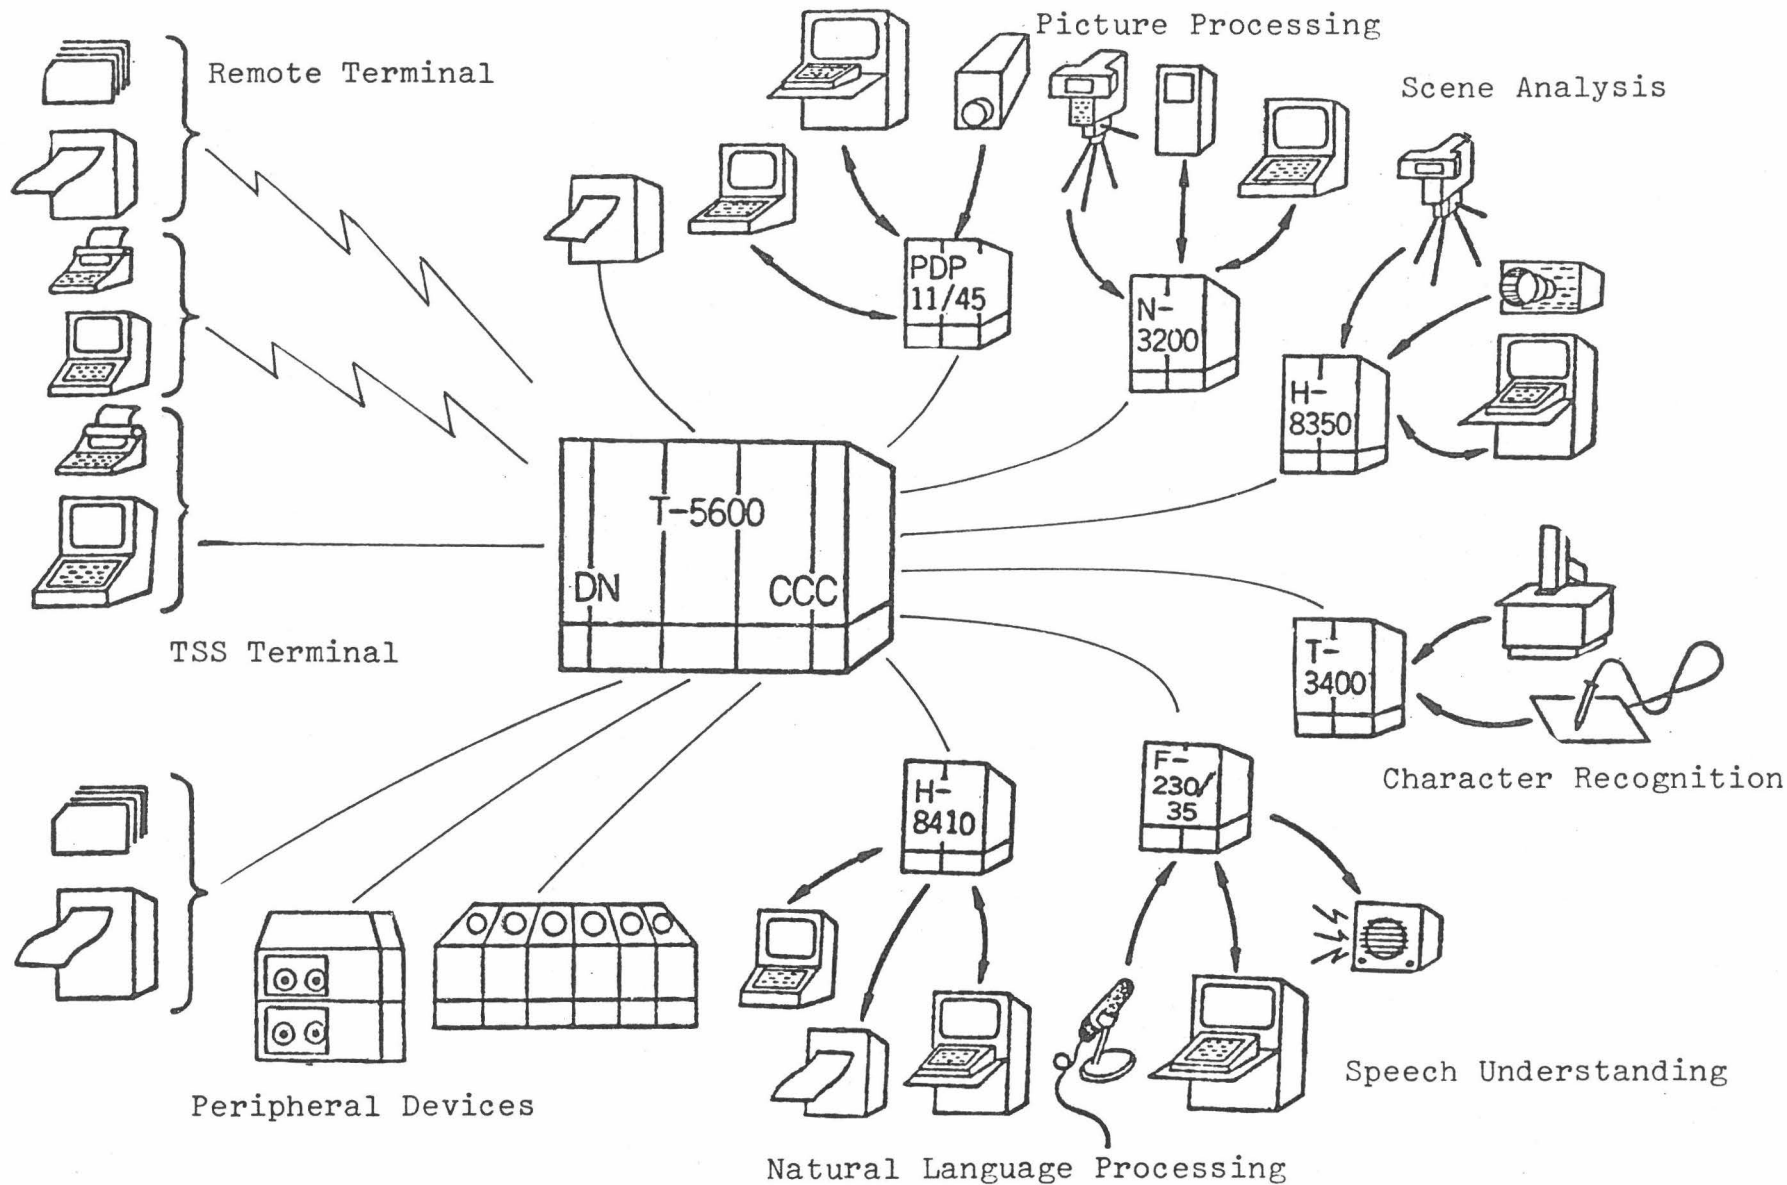 Picture Processing
Remote Terminal
Scene Analysis
PDP
11/45
N-
3200
H-
8350
T-5600
DN
CCC
TSS Terminal
T-
3400
Character Recognition
F-
230/
35
H-
8410
Speech Understanding
Peripheral Devices
Natural Language Processing